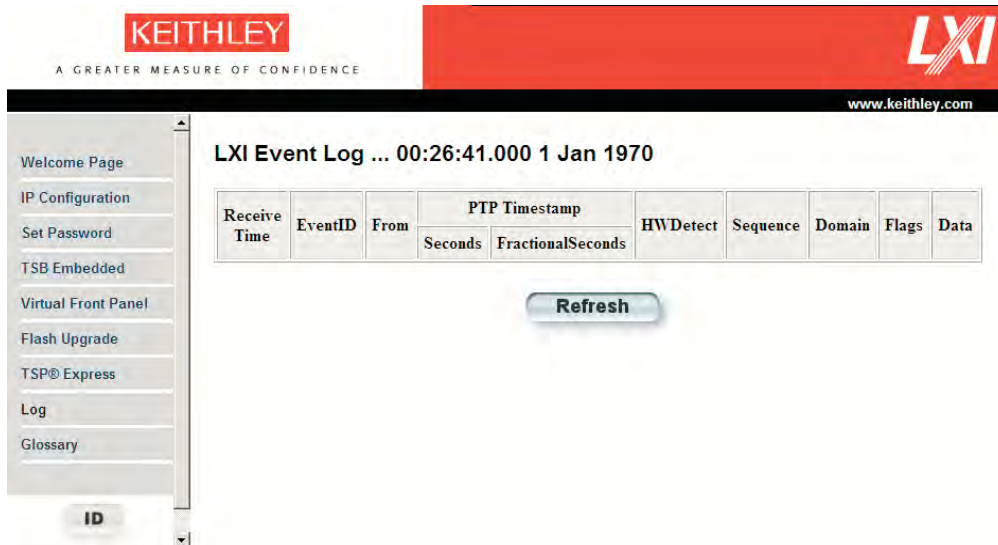 KEITHLEY
A GREATER MEASURE OF CONFIDENCE
LXI
www.keithley.com
Welcome Page
IP Configuration
Set Password
TSB Embedded
Virtual Front Panel
Flash Upgrade
TSP® Express
Log
Glossary
ID
LXI Event Log ... 00:26:41.000 1 Jan 1970
Receive Time EventID From PTP Timestamp HWDetect Sequence Domain Flags Data
Seconds FractionalSeconds
Refresh